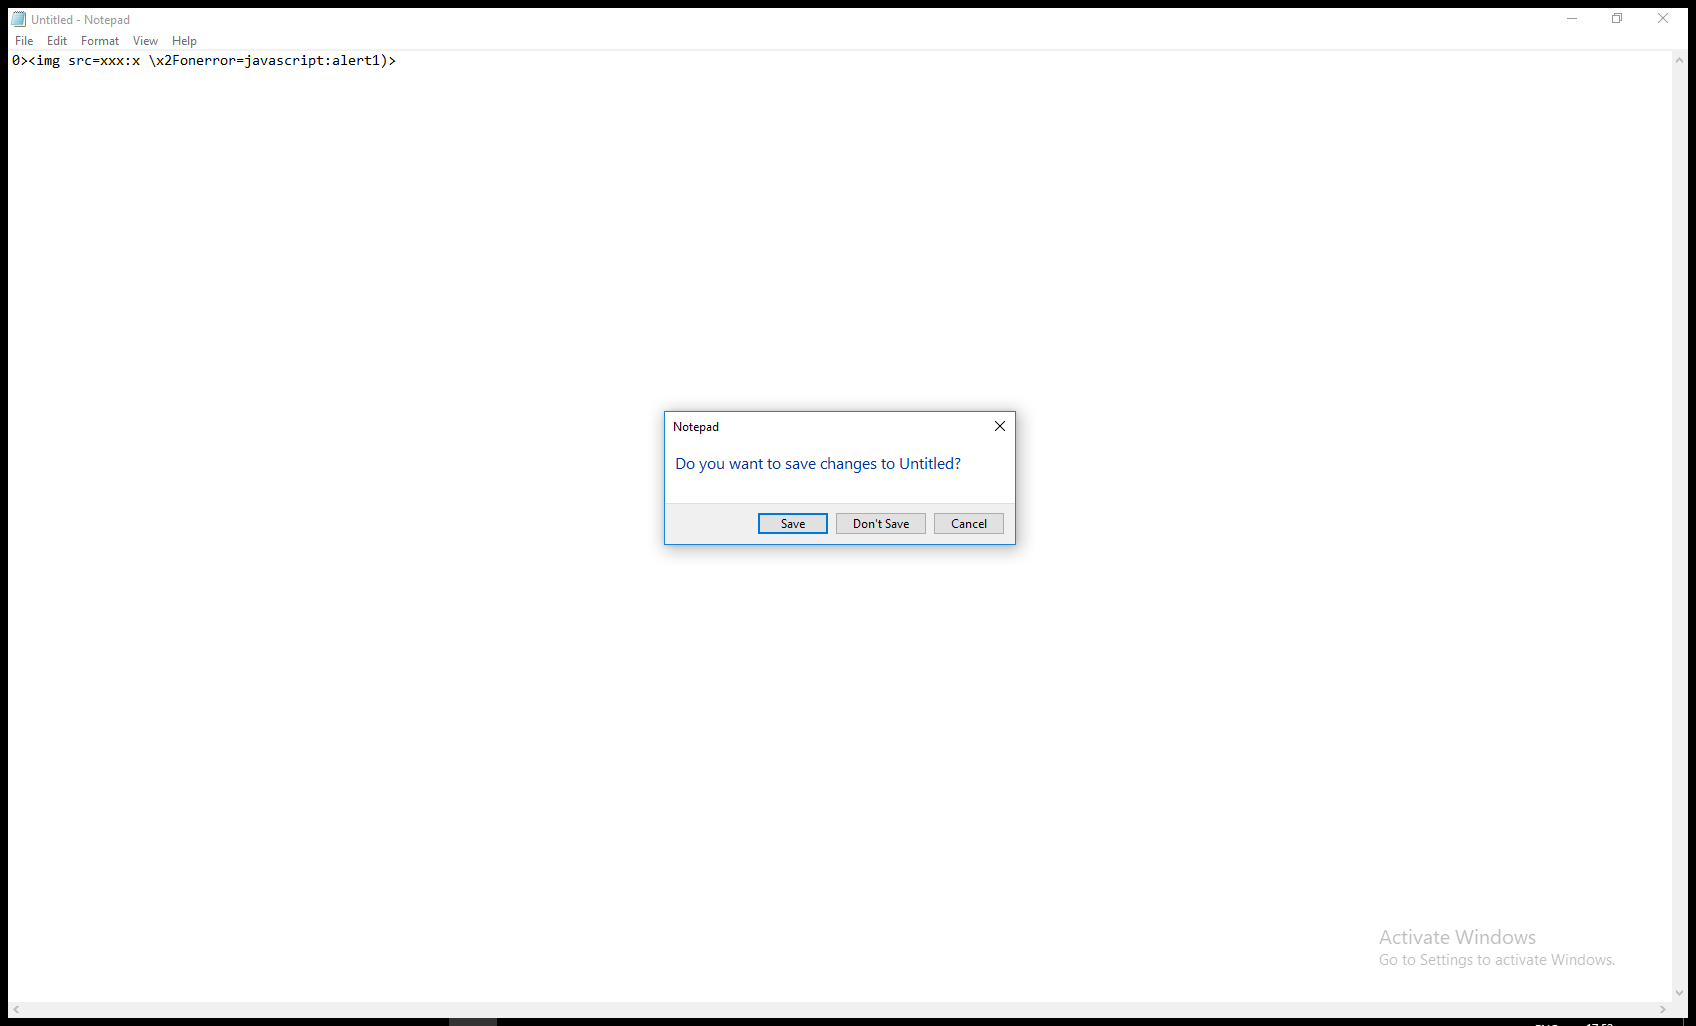 Untitled - Notepad
File Edit Format View Help
0><img src=xxx:x \x2Fonerror=javascript:alert1)>
Notepad
Do you want to save changes to Untitled?
Save Don't Save Cancel
Activate Windows
Go to Settings to activate Windows.